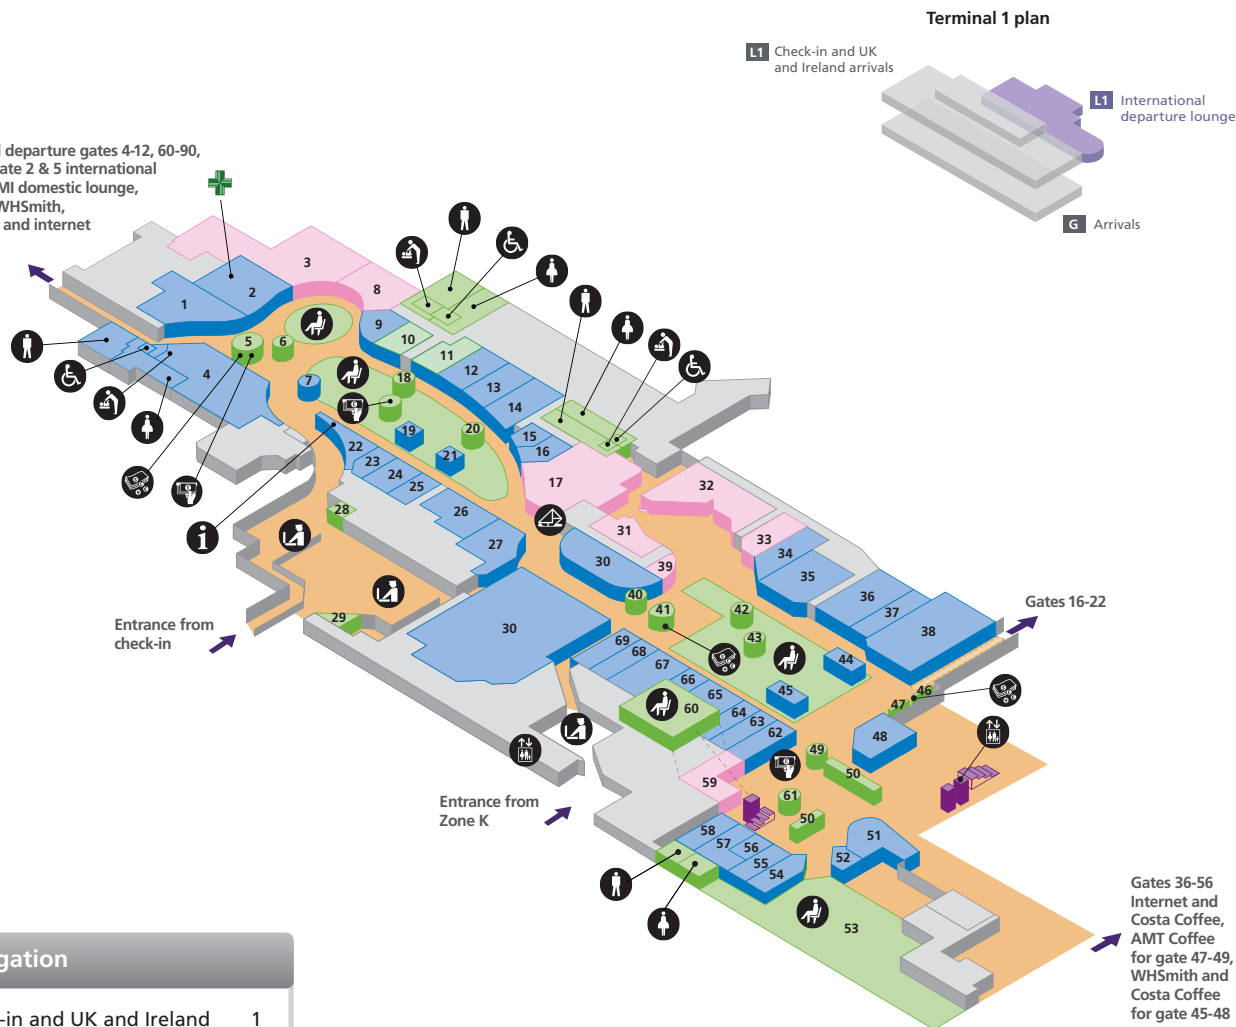 Terminal 1 plan
L1 Check-in and UK
and Ireland arrivals
L1 International
departure lounge
G Arrivals
departure gates 4-12, 60-90,
ate 2 & 5 international
MI domestic lounge,
WHSmith,
and internet
1
2
3
4
5
6
7
8
9
10
11
12
13
14
15
16
17
18
19
20
21
22
23
24
25
26
27
28
29
30
30
31
32
33
34
35
36
37
38
39
40
41
42
43
44
45
46
47
48
49
50
50
51
52
53
54
55
56
57
58
59
60
61
62
63
64
65
66
67
68
69
i
Entrance from
check-in
Entrance from
Zone K
Gates 16-22
Gates 36-56
Internet and
Costa Coffee,
AMT Coffee
for gate 47-49,
WHSmith and
Costa Coffee
for gate 45-48
gation
-in and UK and Ireland 1